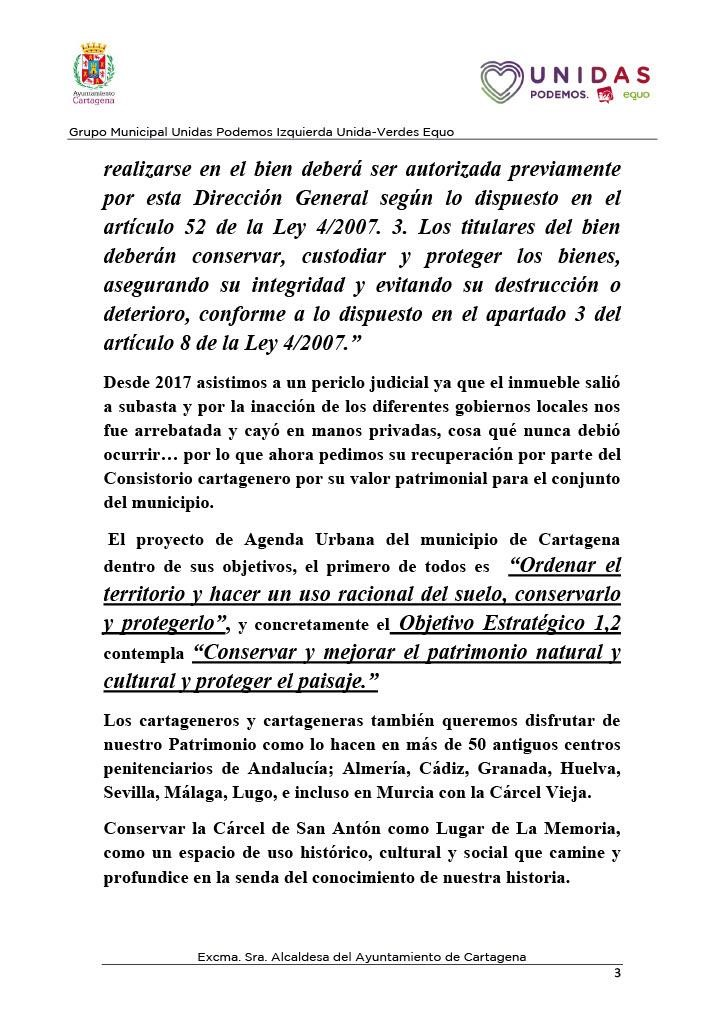 Ayuntamiento
Cartagena
UNIDAS
PODEMOS. equo
Grupo Municipal Unidas Podemos Izquierda Unida-Verdes Equo
realizarse en el bien deberá ser autorizada previamente
por esta Dirección General según lo dispuesto en el
artículo 52 de la Ley 4/2007. 3. Los titulares del bien
deberán conservar, custodiar y proteger los bienes,
asegurando su integridad y evitando su destrucción o
deterioro, conforme a lo dispuesto en el apartado 3 del
artículo 8 de la Ley 4/2007.”
Desde 2017 asistimos a un periclo judicial ya que el inmueble salió
a subasta y por la inacción de los diferentes gobiernos locales nos
fue arrebatada y cayó en manos privadas, cosa qué nunca debió
ocurrir… por lo que ahora pedimos su recuperación por parte del
Consistorio cartagenero por su valor patrimonial para el conjunto
del municipio.
El proyecto de Agenda Urbana del municipio de Cartagena
dentro de sus objetivos, el primero de todos es “Ordenar el
territorio y hacer un uso racional del suelo, conservarlo
y protegerlo”, y concretamente el Objetivo Estratégico 1,2
contempla “Conservar y mejorar el patrimonio natural y
cultural y proteger el paisaje.”
Los cartageneros y cartageneras también queremos disfrutar de
nuestro Patrimonio como lo hacen en más de 50 antiguos centros
penitenciarios de Andalucía; Almería, Cádiz, Granada, Huelva,
Sevilla, Málaga, Lugo, e incluso en Murcia con la Cárcel Vieja.
Conservar la Cárcel de San Antón como Lugar de La Memoria,
como un espacio de uso histórico, cultural y social que camine y
profundice en la senda del conocimiento de nuestra historia.
Excma. Sra. Alcaldesa del Ayuntamiento de Cartagena
3